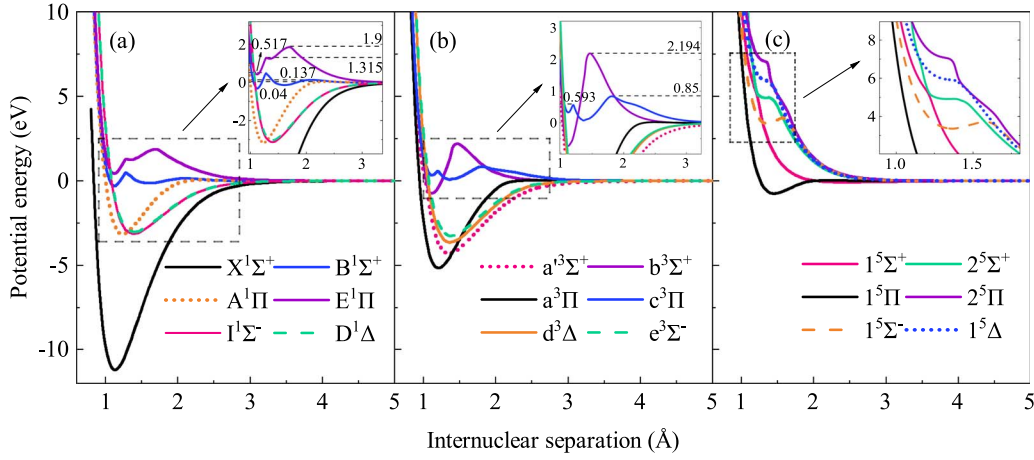 10
5
0
-5
-10
Potential energy (eV)
(a)
0.517
0.137
0.04
1.9
1.315
2
0
-2
1 2 3
X¹Σ⁺ B¹Σ⁺
A¹Π E¹Π
I¹Σ⁻ D¹Δ
1 2 3 4 5
(b)
3
2
1
0
-1
2.194
0.593
0.85
1 2 3
a'³Σ⁺ b³Σ⁺
a³Π c³Π
d³Δ e³Σ⁻
1 2 3 4 5
(c)
8
6
4
1.0 1.5
1⁵Σ⁺ 2⁵Σ⁺
1⁵Π 2⁵Π
1⁵Σ⁻ 1⁵Δ
1 2 3 4 5
Internuclear separation (Å)